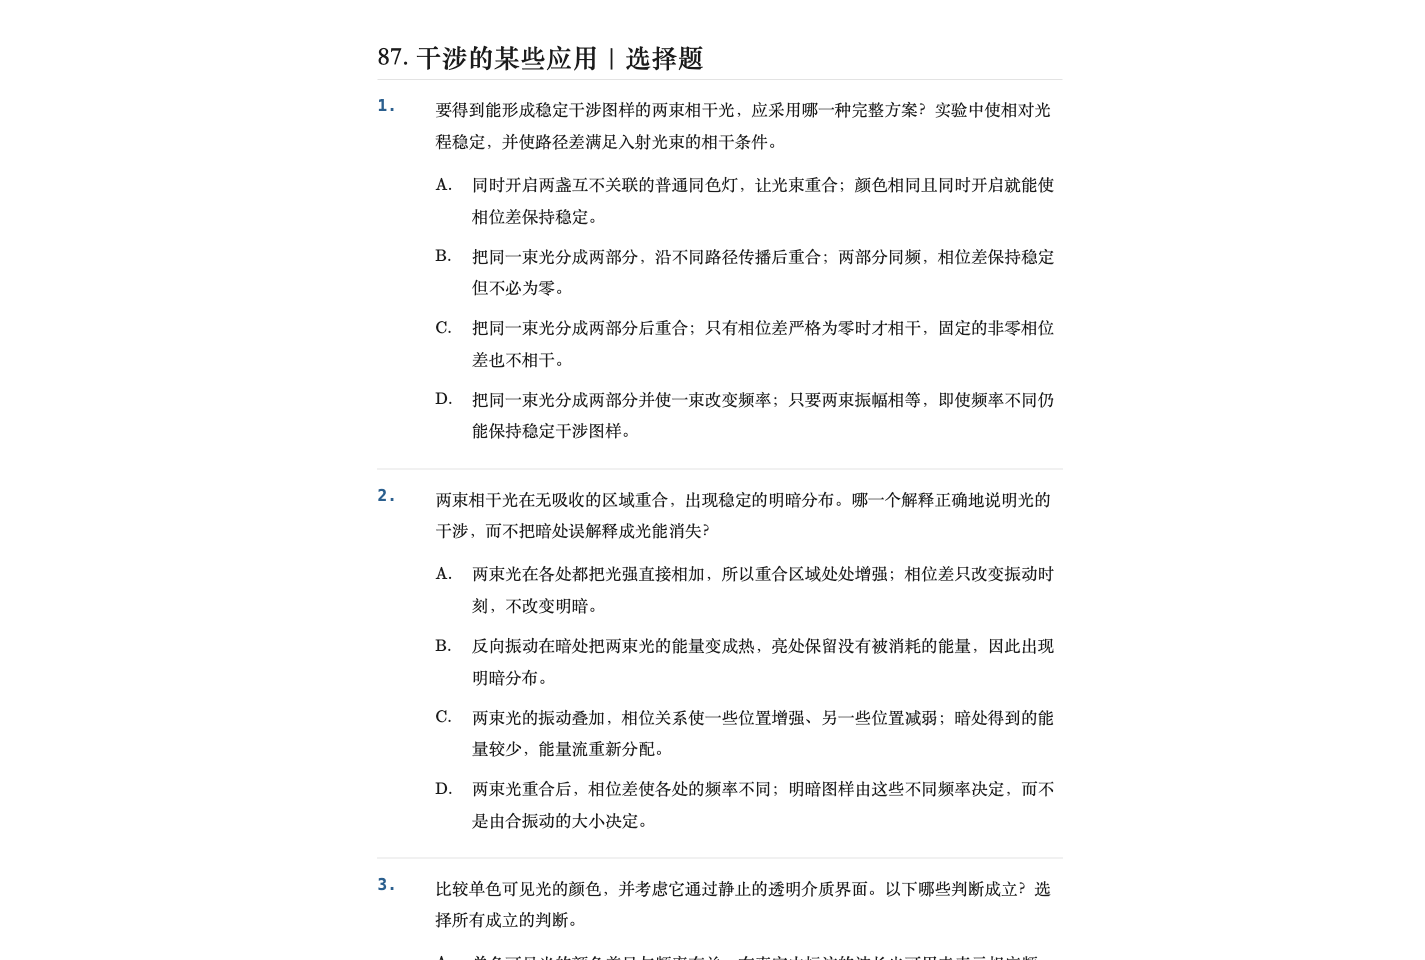 87. 干涉的某些应用 | 选择题
1.
要得到能形成稳定干涉图样的两束相干光，应采用哪一种完整方案？实验中使相对光
程稳定，并使路径差满足入射光束的相干条件。
A. 同时开启两盏互不关联的普通同色灯，让光束重合；颜色相同且同时开启就能使
相位差保持稳定。
B. 把同一束光分成两部分，沿不同路径传播后重合；两部分同频，相位差保持稳定
但不必为零。
C. 把同一束光分成两部分后重合；只有相位差严格为零时才相干，固定的非零相位
差也不相干。
D. 把同一束光分成两部分并使一束改变频率；只要两束振幅相等，即使频率不同仍
能保持稳定干涉图样。
2.
两束相干光在无吸收的区域重合，出现稳定的明暗分布。哪一个解释正确地说明光的
干涉，而不把暗处误解释成光能消失？
A. 两束光在各处都把光强直接相加，所以重合区域处处增强；相位差只改变振动时
刻，不改变明暗。
B. 反向振动在暗处把两束光的能量变成热，亮处保留没有被消耗的能量，因此出现
明暗分布。
C. 两束光的振动叠加，相位关系使一些位置增强、另一些位置减弱；暗处得到的能
量较少，能量流重新分配。
D. 两束光重合后，相位差使各处的频率不同；明暗图样由这些不同频率决定，而不
是由合振动的大小决定。
3.
比较单色可见光的颜色，并考虑它通过静止的透明介质界面。以下哪些判断成立？选
择所有成立的判断。